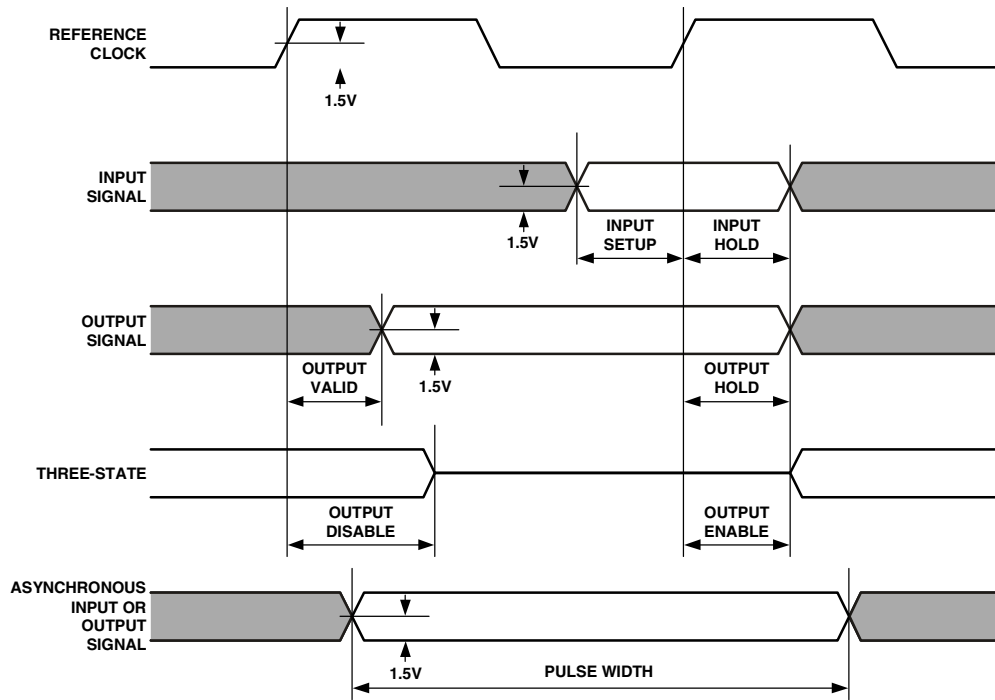 REFERENCE
CLOCK
1.5V
INPUT
SIGNAL
1.5V
INPUT
SETUP
INPUT
HOLD
OUTPUT
SIGNAL
OUTPUT
VALID
1.5V
OUTPUT
HOLD
THREE-STATE
OUTPUT
DISABLE
OUTPUT
ENABLE
ASYNCHRONOUS
INPUT OR
OUTPUT
SIGNAL
1.5V
PULSE WIDTH